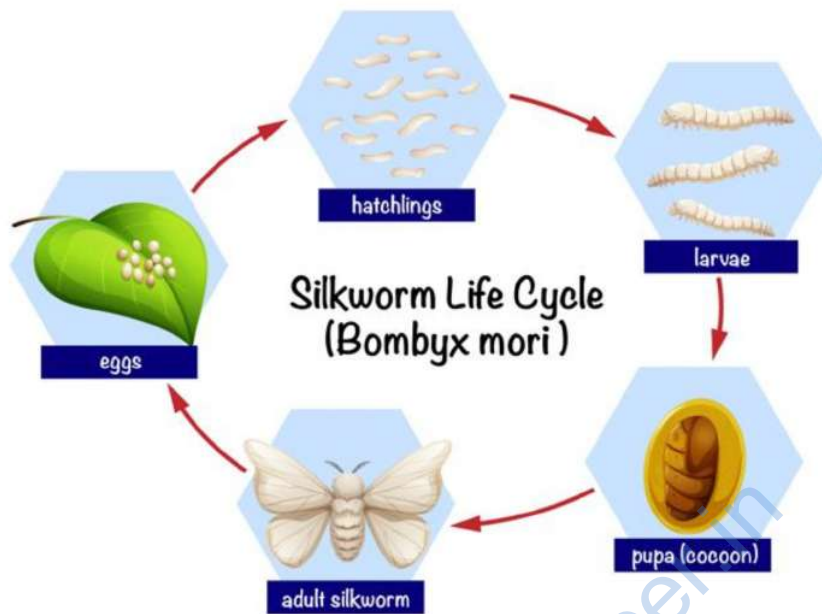 hatchlings
larvae
Silkworm Life Cycle
(Bombyx mori )
eggs
pupa (cocoon)
adult silkworm